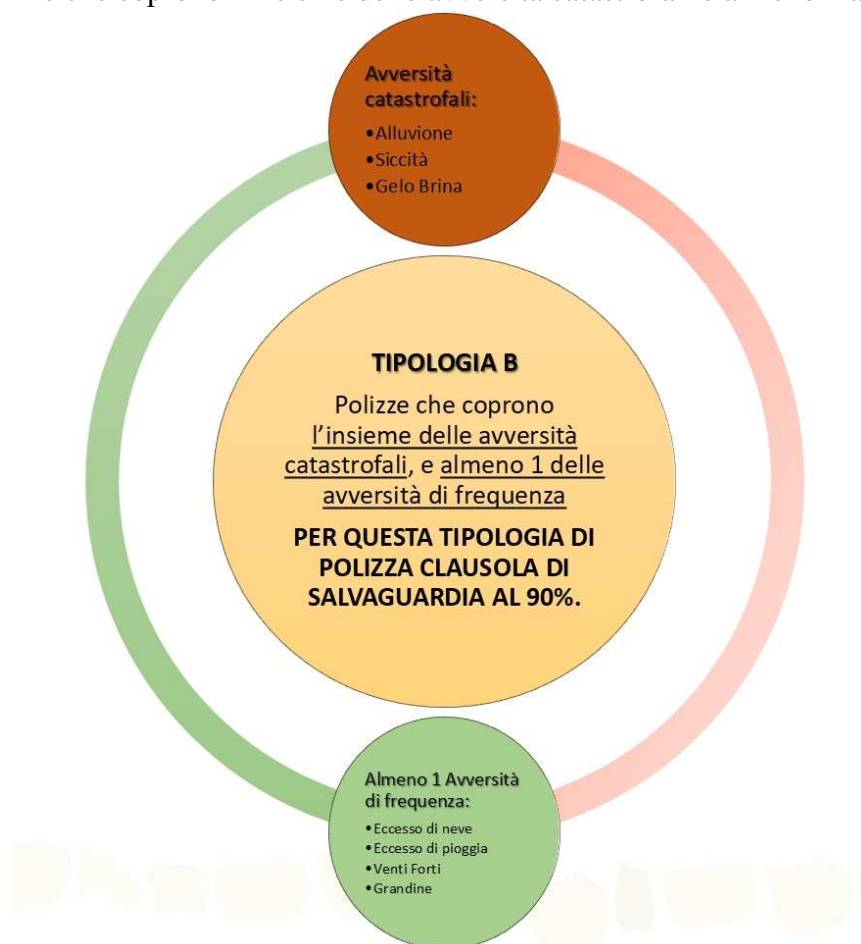 Avversità
catastrofali:
•Alluvione
•Siccità
•Gelo Brina
TIPOLOGIA B
Polizze che coprono
l'insieme delle avversità
catastrofali, e almeno 1 delle
avversità di frequenza
PER QUESTA TIPOLOGIA DI
POLIZZA CLAUSOLA DI
SALVAGUARDIA AL 90%.
Almeno 1 Avversità
di frequenza:
•Eccesso di neve
•Eccesso di pioggia
•Venti Forti
•Grandine